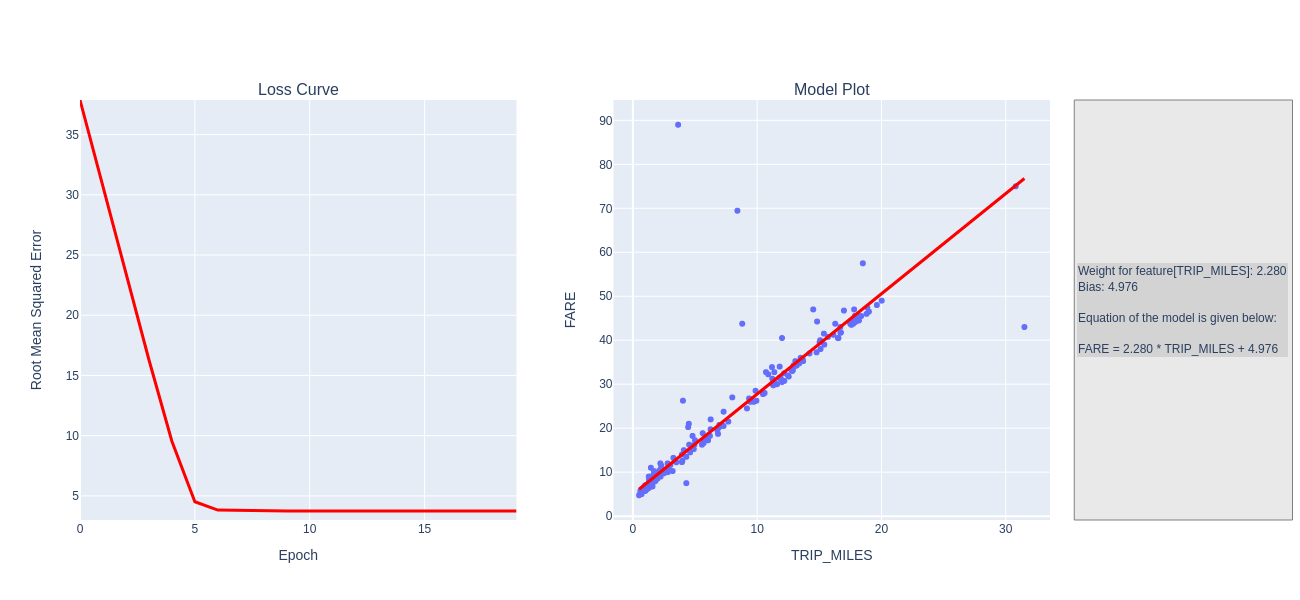 Loss Curve
35
30
25
20
15
10
5
0
5
10
15
Epoch
Root Mean Squared Error
Model Plot
90
80
70
60
50
40
30
20
10
0
0
10
20
30
TRIP_MILES
FARE
Weight for feature[TRIP_MILES]: 2.280
Bias: 4.976
Equation of the model is given below:
FARE = 2.280 * TRIP_MILES + 4.976